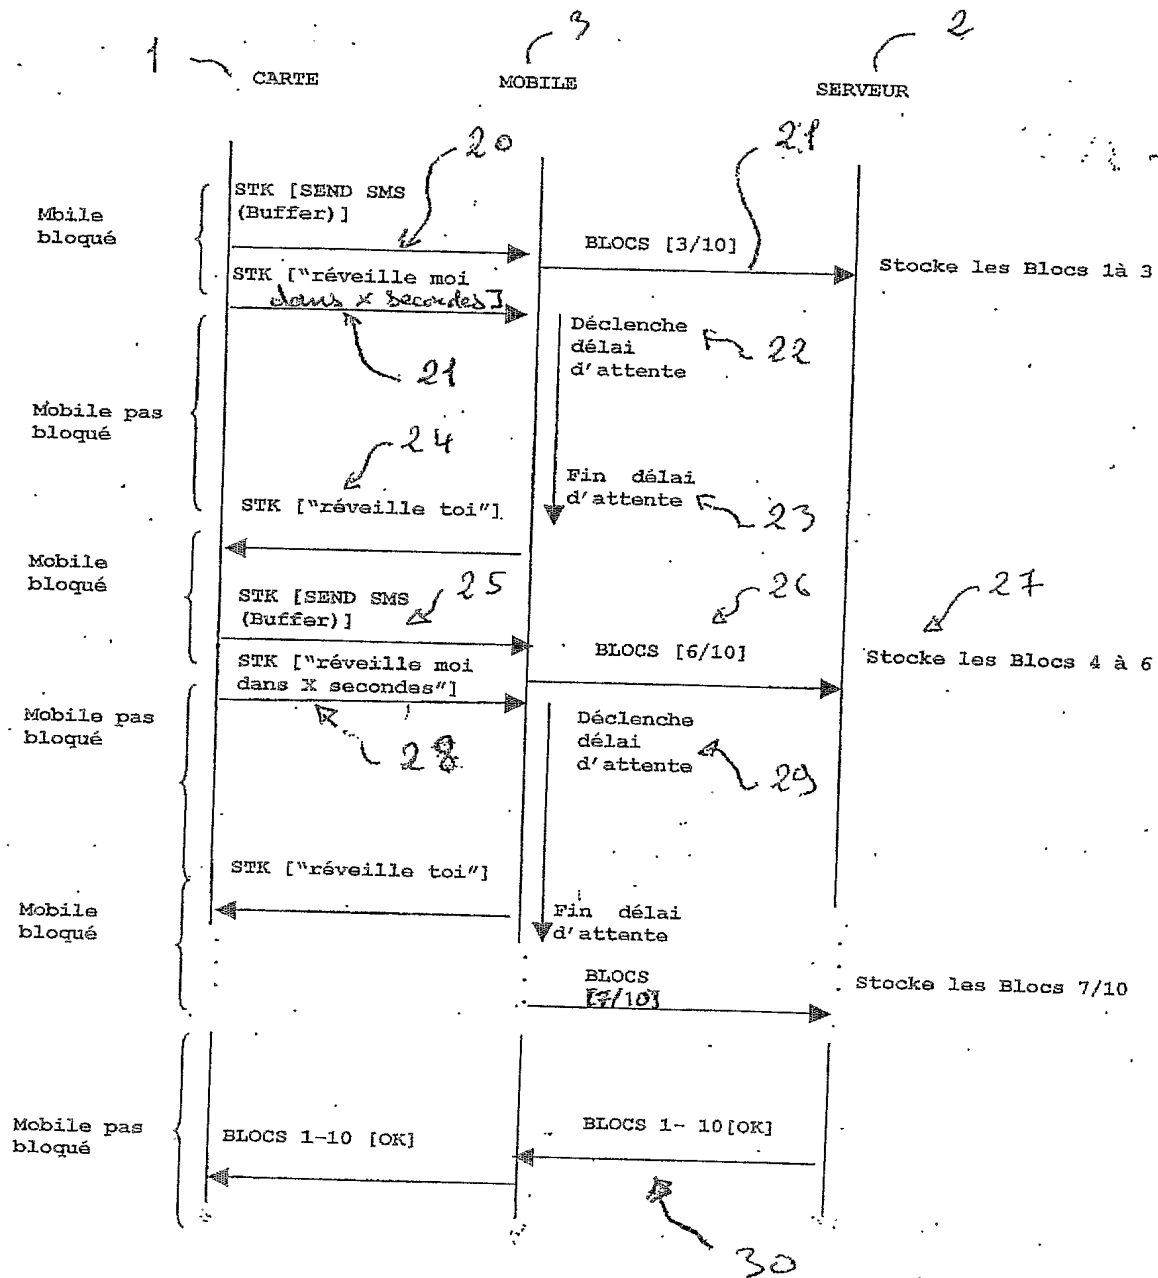 1
3
2
CARTE
MOBILE
SERVEUR
20
21
STK [SEND SMS
(Buffer)]
Mbile
bloqué
BLOCS [3/10]
Stocke les Blocs 1à 3
STK ["réveille moi
dans x secondes]
Déclenche
délai
d'attente
22
21
Mobile pas
bloqué
24
Fin délai
d'attente
23
STK ["réveille toi"]
Mobile
bloqué
25
26
27
STK [SEND SMS
(Buffer)]
BLOCS [6/10]
Stocke les Blocs 4 à 6
STK ["réveille moi
dans X secondes"]
Mobile pas
bloqué
28
Déclenche
délai
d'attente
29
STK ["réveille toi"]
Mobile
bloqué
Fin délai
d'attente
BLOCS
[7/10]
Stocke les Blocs 7/10
Mobile pas
bloqué
BLOCS 1-10 [OK]
BLOCS 1- 10[OK]
30